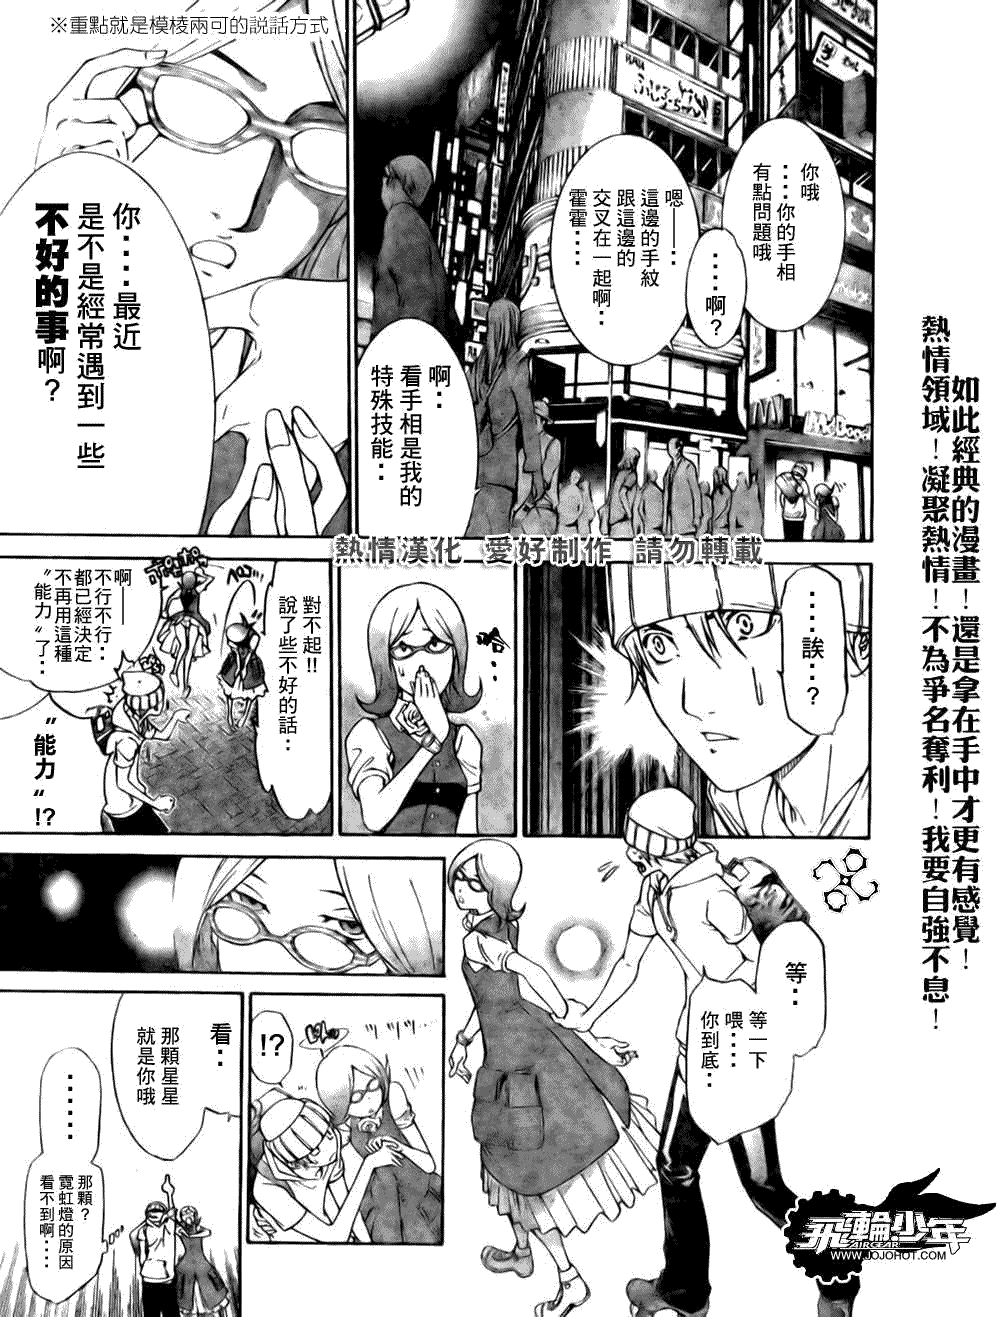 ※重點就是模棱兩可的説話方式
你哦
‥‥你的手相
有點問題哦
‥‥啊?
嗯——‥
這邊的手紋
跟這邊的
交叉在一起啊‥
霍霍‥‥
啊‥
看手相是我的
特殊技能‥
你‥‥最近
是不是經常遇到一些
不好的事啊?
如此經典的漫畫！還是拿在手中才更有感覺！
熱情領域！凝聚熱情！不為爭名奪利！我要自強不息！
熱情漢化 愛好制作 請勿轉載
‥‥誒‥?
哈‥
對不起!!
說了些不好的話‥
啊——
不行不行‥
都已經決定
不再用這種
“能力”了‥
“能力”!?
等‥
等一下
喂‥‥
你到底‥
!?
看‥
那顆星星
就是你哦
‥‥‥
那顆?
霓虹燈的原因
看不到啊‥‥
飛輪少年
AIRGEAR
WWW.JOJOHOT.COM